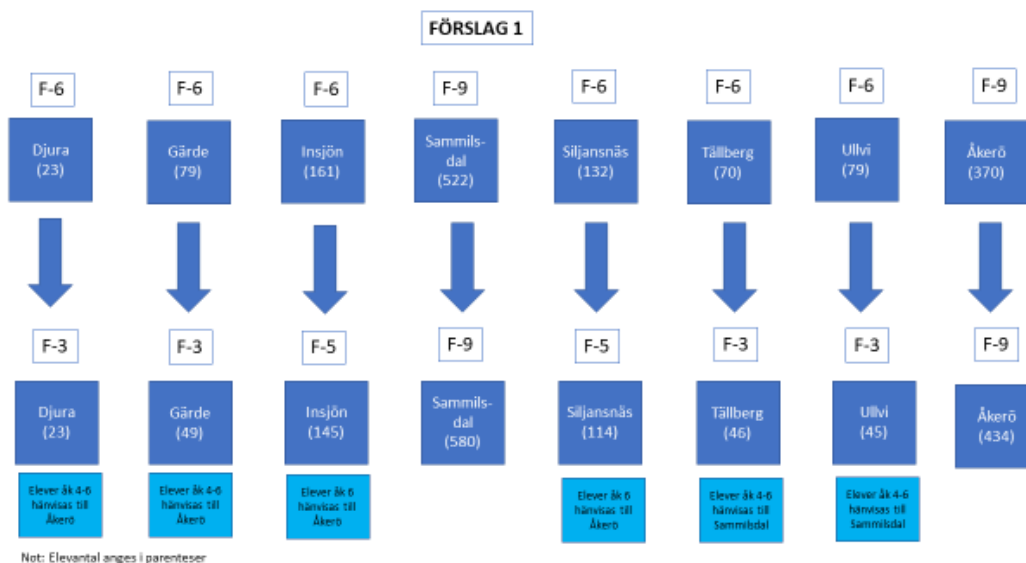 FÖRSLAG 1
F-6
F-6
F-6
F-9
F-6
F-6
F-6
F-9
Djura
(23)
Gärde
(79)
Insjön
(161)
Sammils-
dal
(522)
Siljansnäs
(132)
Tällberg
(70)
Ullvi
(79)
Åkerö
(370)
F-3
F-3
F-5
F-9
F-5
F-3
F-3
F-9
Djura
(23)
Gärde
(49)
Insjön
(145)
Sammils-
dal
(580)
Siljansnäs
(114)
Tällberg
(46)
Ullvi
(45)
Åkerö
(434)
Elever åk 4-6
hänvisas till
Åkerö
Elever åk 4-6
hänvisas till
Åkerö
Elever åk 6
hänvisas till
Åkerö
Elever åk 6
hänvisas till
Åkerö
Elever åk 4-6
hänvisas till
Sammilsdal
Elever åk 4-6
hänvisas till
Sammilsdal
Not: Elevantal anges i parenteser